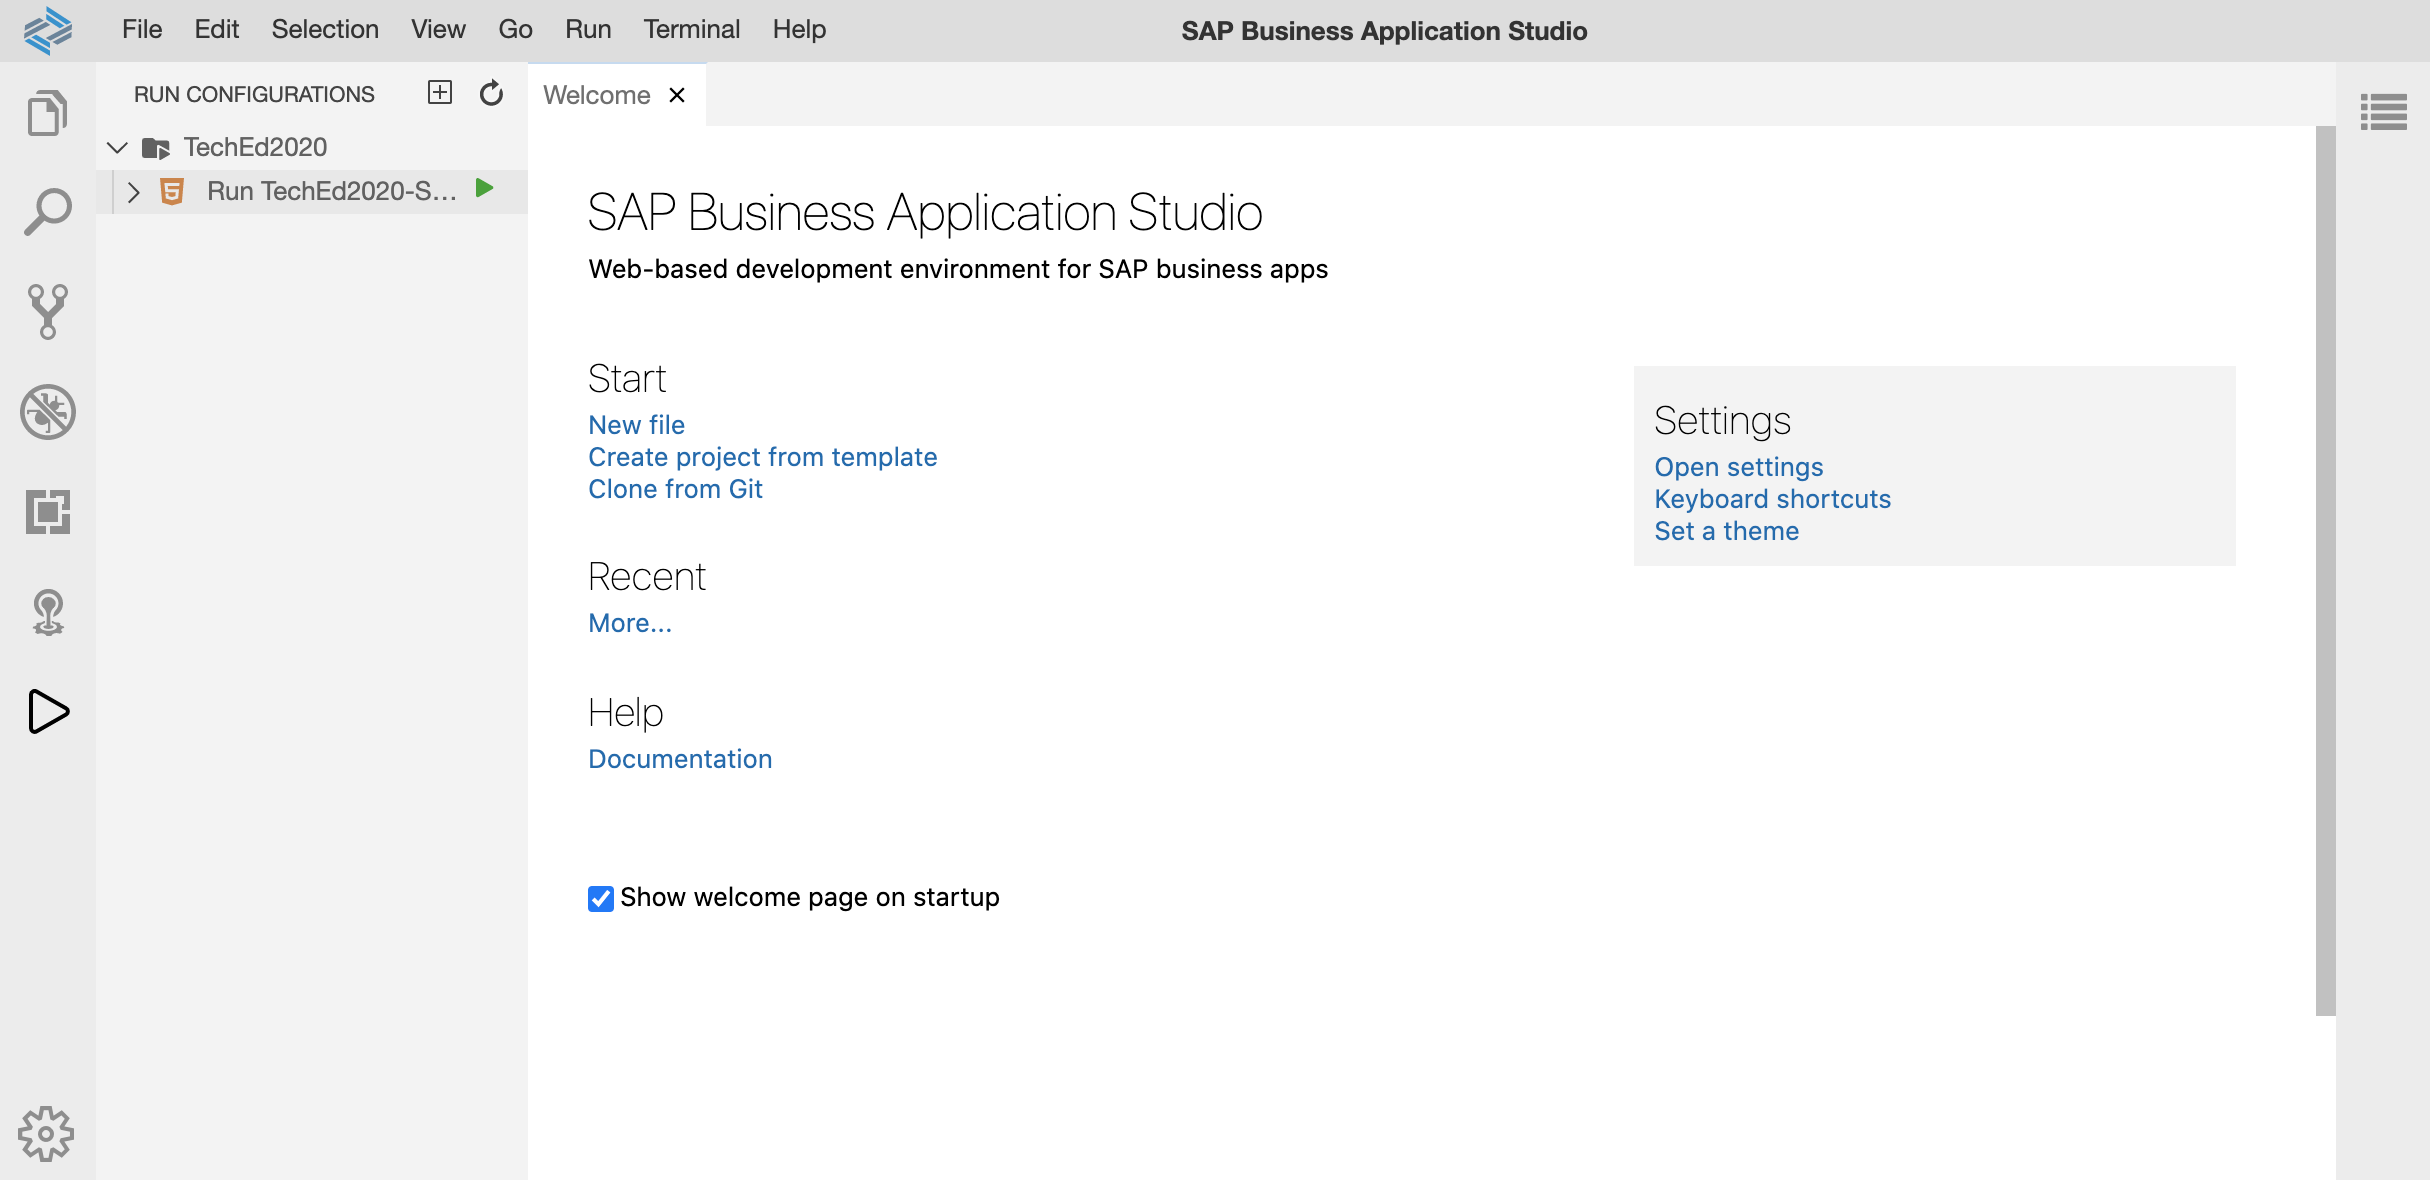 File Edit Selection View Go Run Terminal Help
SAP Business Application Studio
RUN CONFIGURATIONS
TechEd2020
Run TechEd2020-S...
Welcome
SAP Business Application Studio
Web-based development environment for SAP business apps
Start
New file
Create project from template
Clone from Git
Recent
More...
Help
Documentation
Show welcome page on startup
Settings
Open settings
Keyboard shortcuts
Set a theme